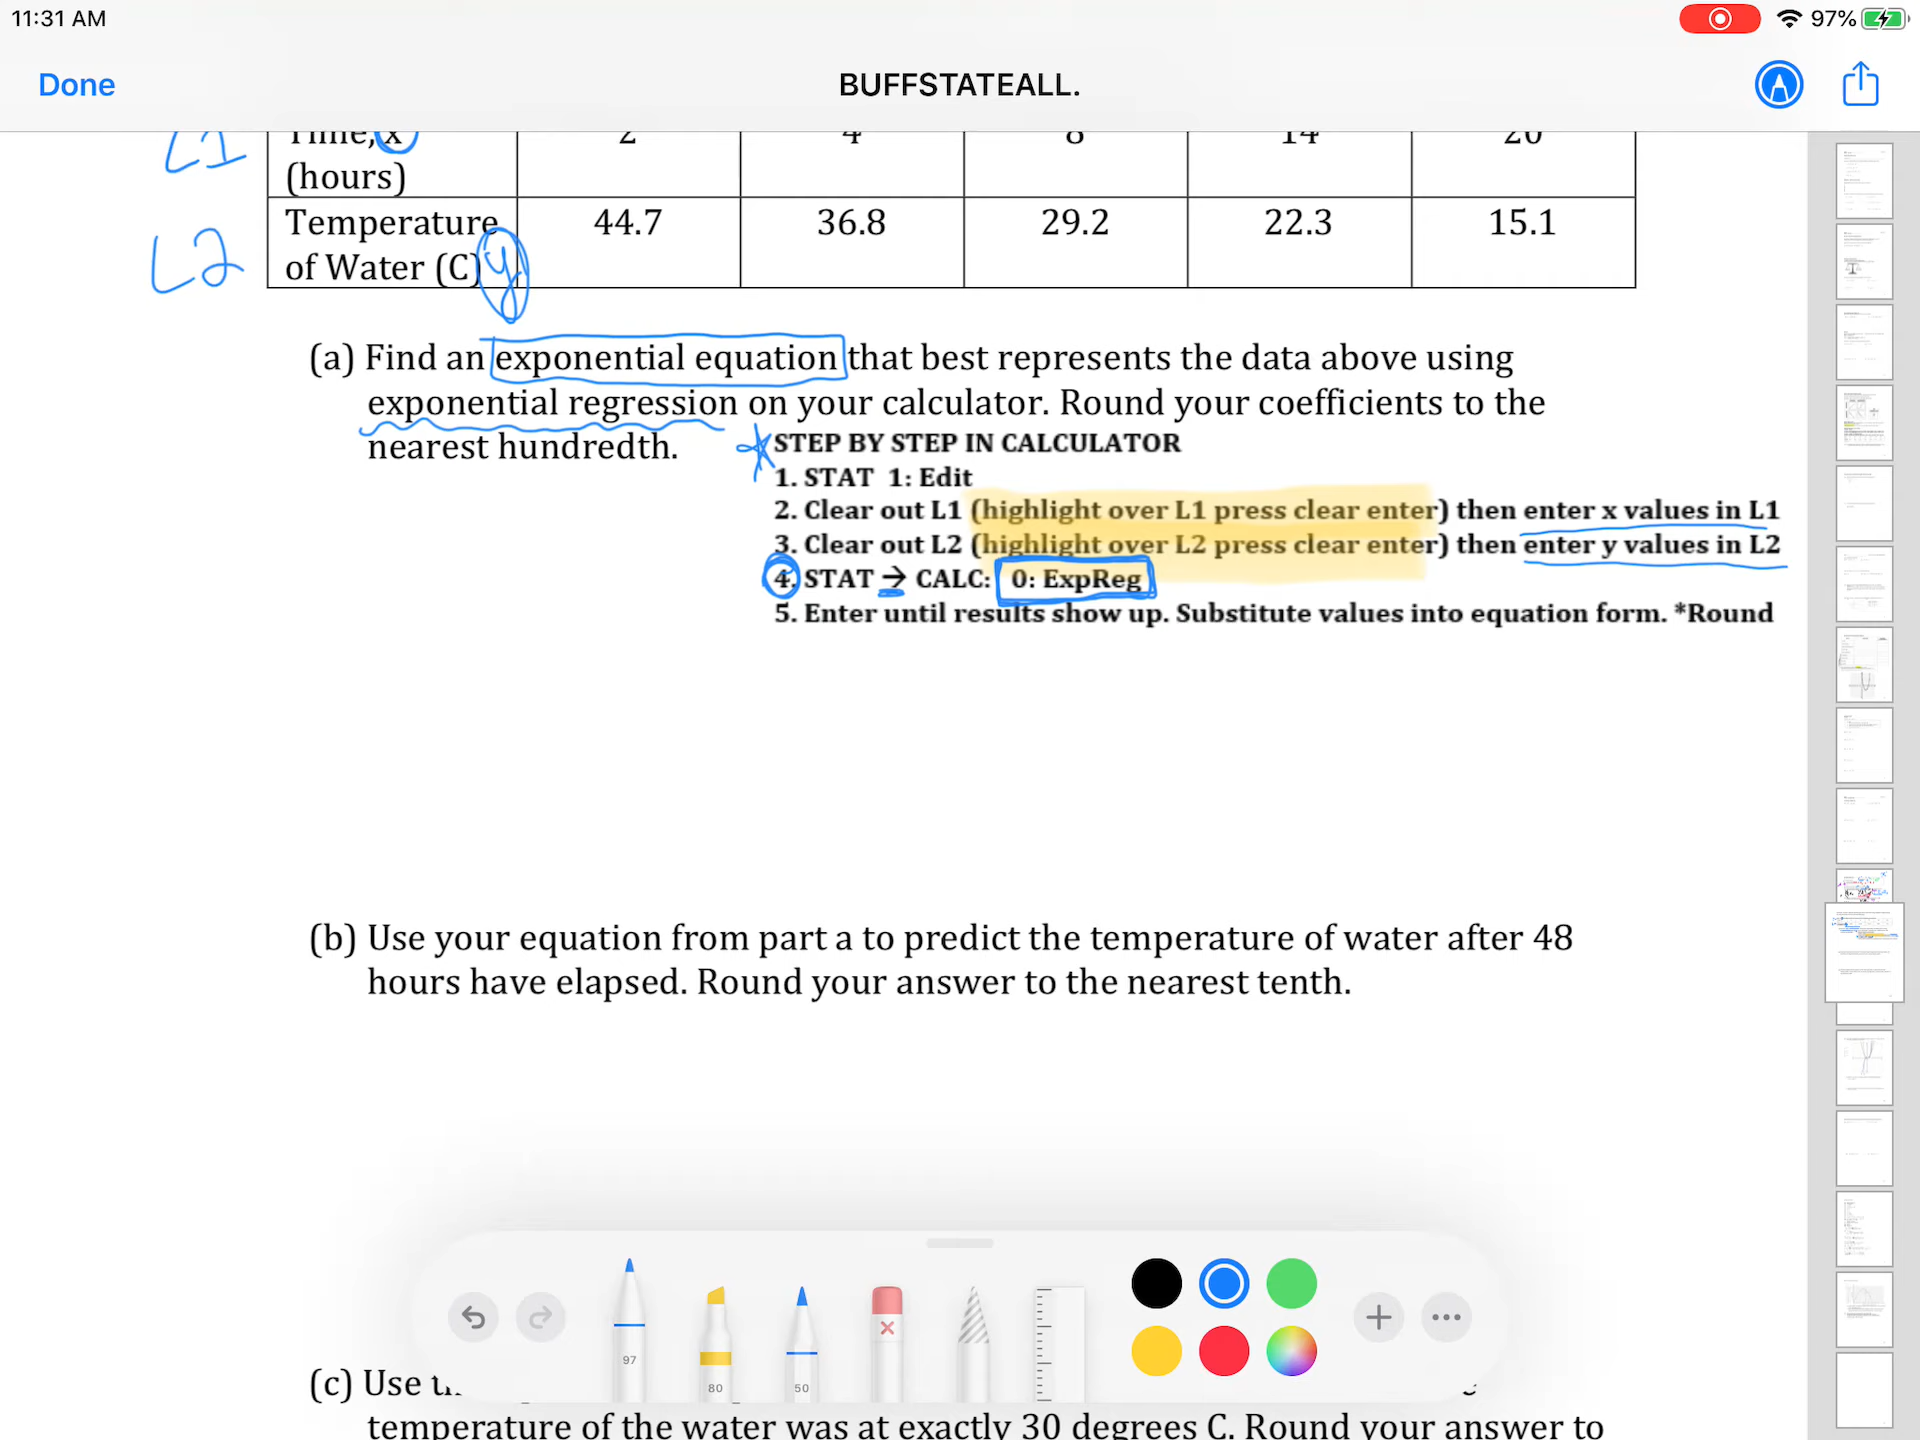 11:31 AM
97%
Done
BUFFSTATEALL.
L1
Time, x 2 4 8 14 20
(hours)
L2
Temperature 44.7 36.8 29.2 22.3 15.1
of Water (C) y
(a) Find an exponential equation that best represents the data above using
exponential regression on your calculator. Round your coefficients to the
nearest hundredth.
* STEP BY STEP IN CALCULATOR
1. STAT 1: Edit
2. Clear out L1 (highlight over L1 press clear enter) then enter x values in L1
3. Clear out L2 (highlight over L2 press clear enter) then enter y values in L2
4. STAT → CALC: 0: ExpReg
5. Enter until results show up. Substitute values into equation form. *Round
(b) Use your equation from part a to predict the temperature of water after 48
hours have elapsed. Round your answer to the nearest tenth.
97
80
50
(c) Use
temperature of the water was at exactly 30 degrees C. Round your answer to